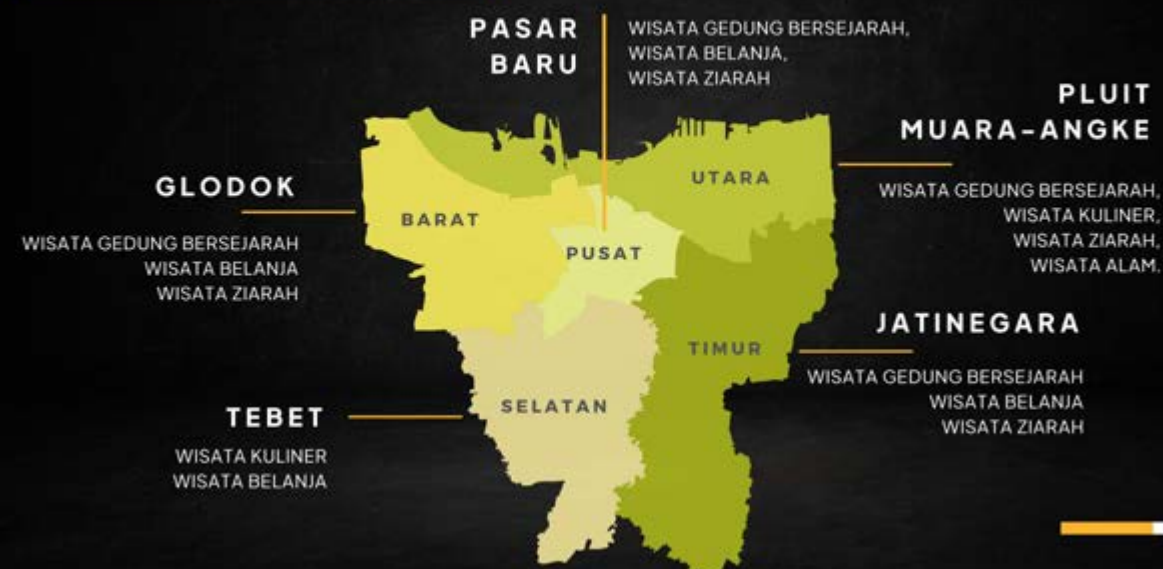 PASAR
BARU
WISATA GEDUNG BERSEJARAH,
WISATA BELANJA,
WISATA ZIARAH
PLUIT
MUARA-ANGKE
WISATA GEDUNG BERSEJARAH,
WISATA KULINER,
WISATA ZIARAH,
WISATA ALAM.
GLODOK
WISATA GEDUNG BERSEJARAH
WISATA BELANJA
WISATA ZIARAH
BARAT
UTARA
PUSAT
TIMUR
SELATAN
JATINEGARA
WISATA GEDUNG BERSEJARAH
WISATA BELANJA
WISATA ZIARAH
TEBET
WISATA KULINER
WISATA BELANJA